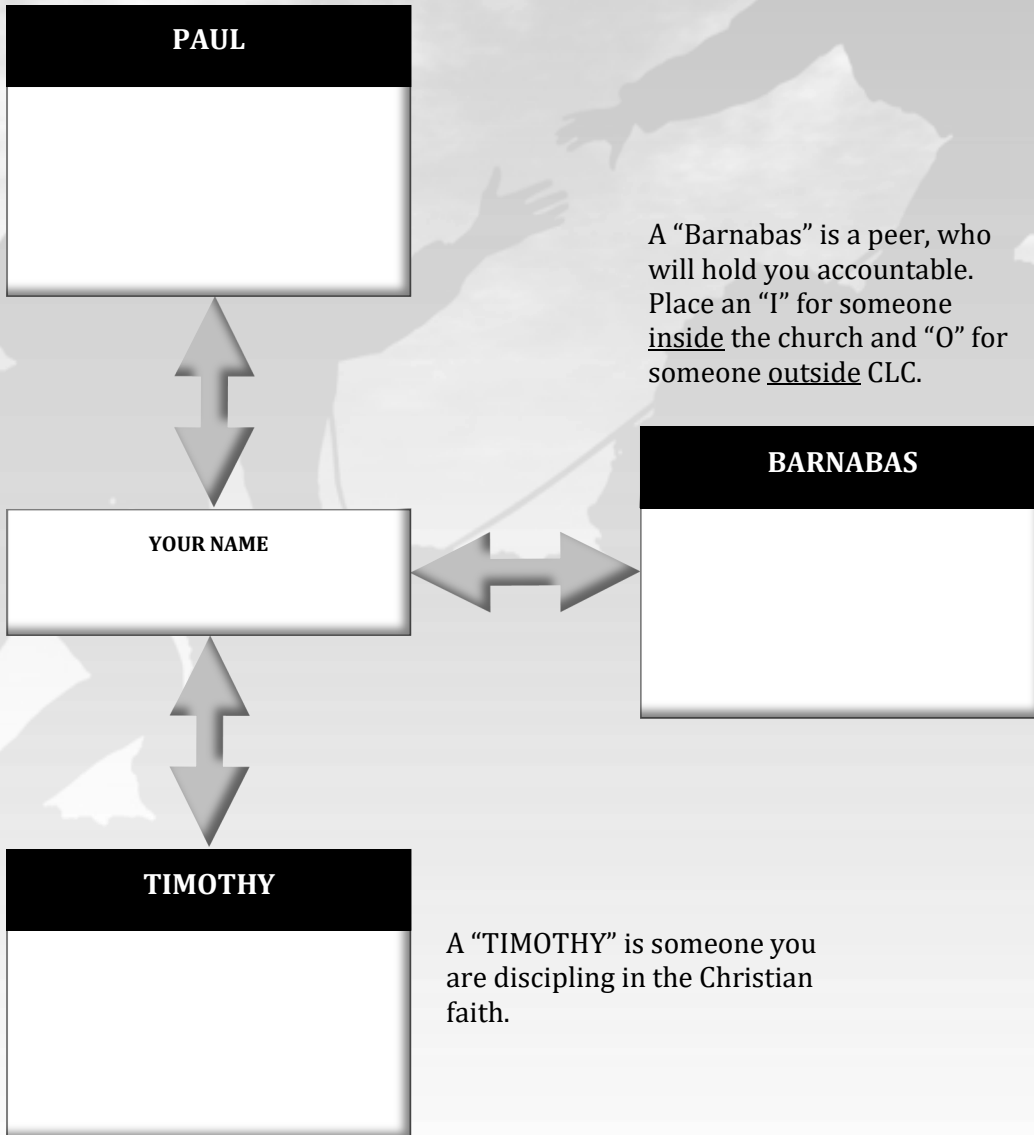 PAUL
A “Barnabas” is a peer, who
will hold you accountable.
Place an “I” for someone
inside the church and “O” for
someone outside CLC.
BARNABAS
YOUR NAME
TIMOTHY
A “TIMOTHY” is someone you
are discipling in the Christian
faith.